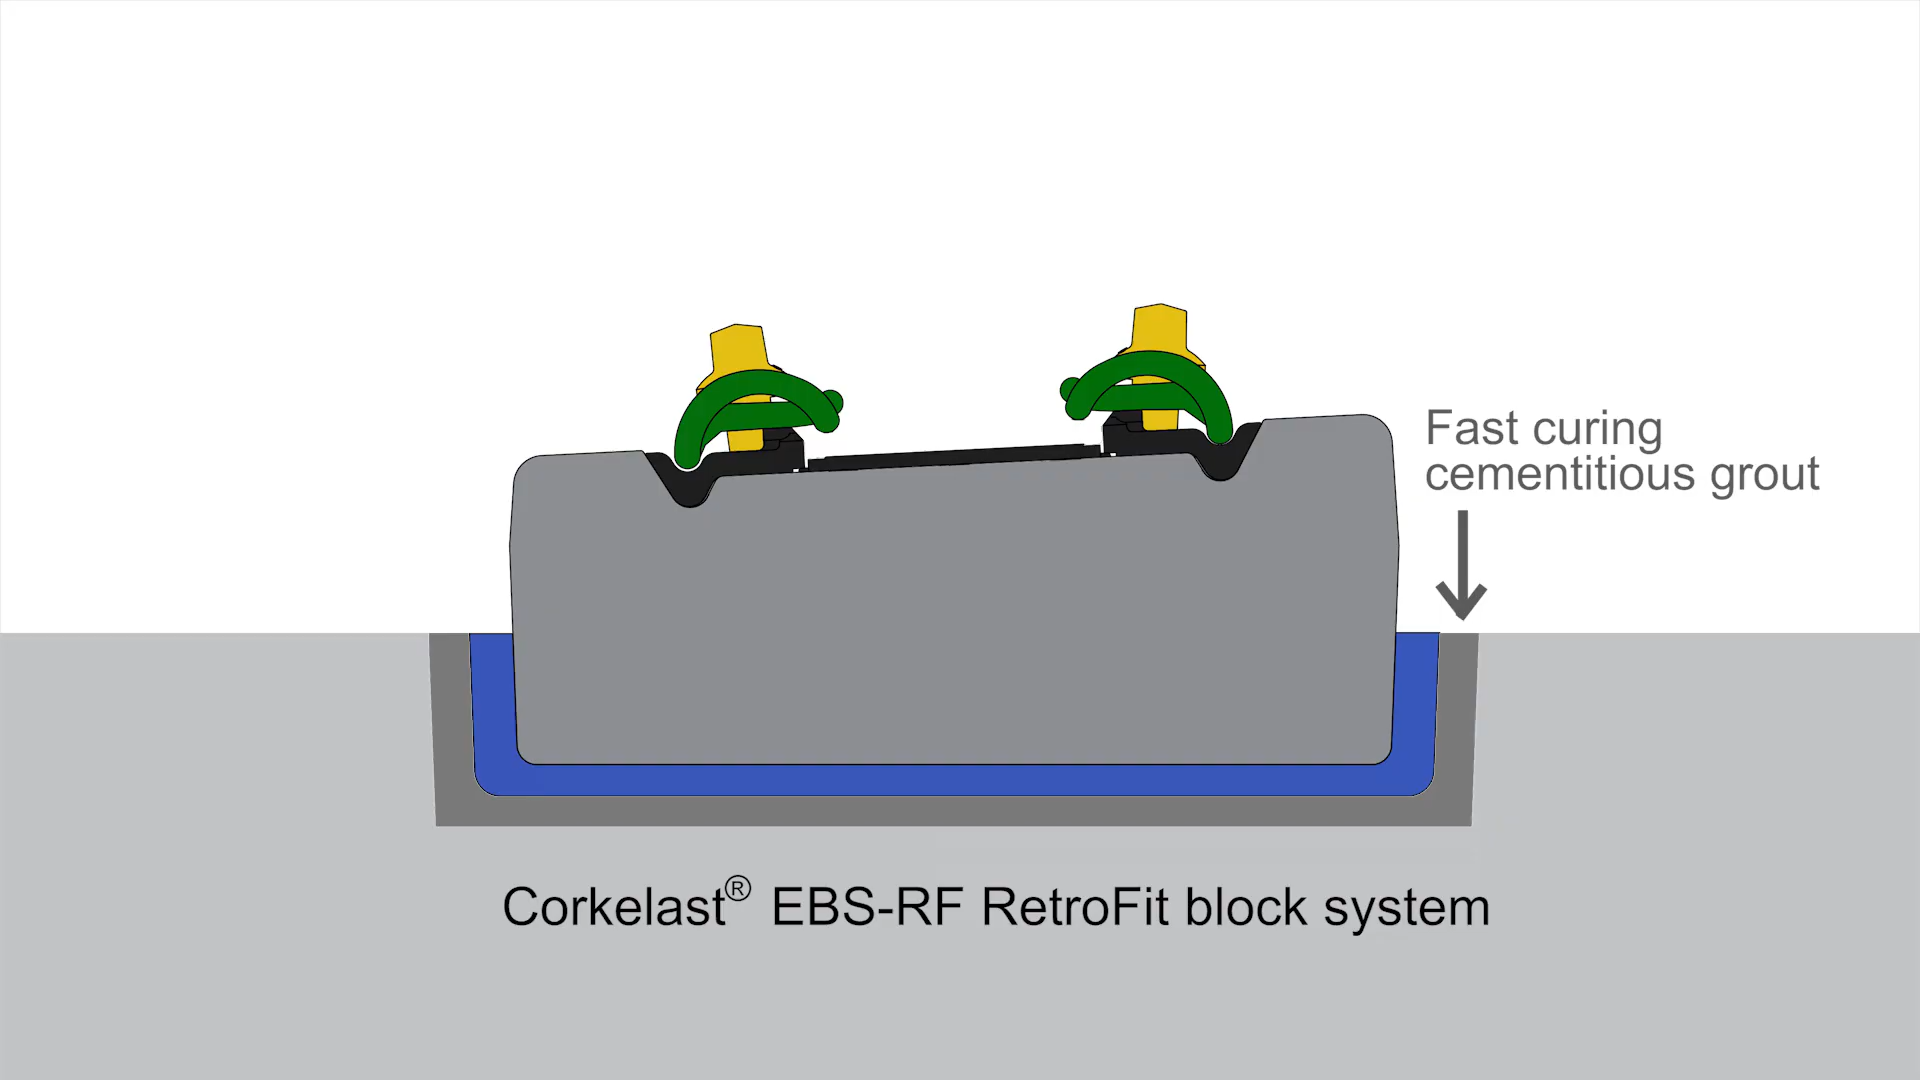 Fast curing
cementitious grout
Corkelast® EBS-RF RetroFit block system